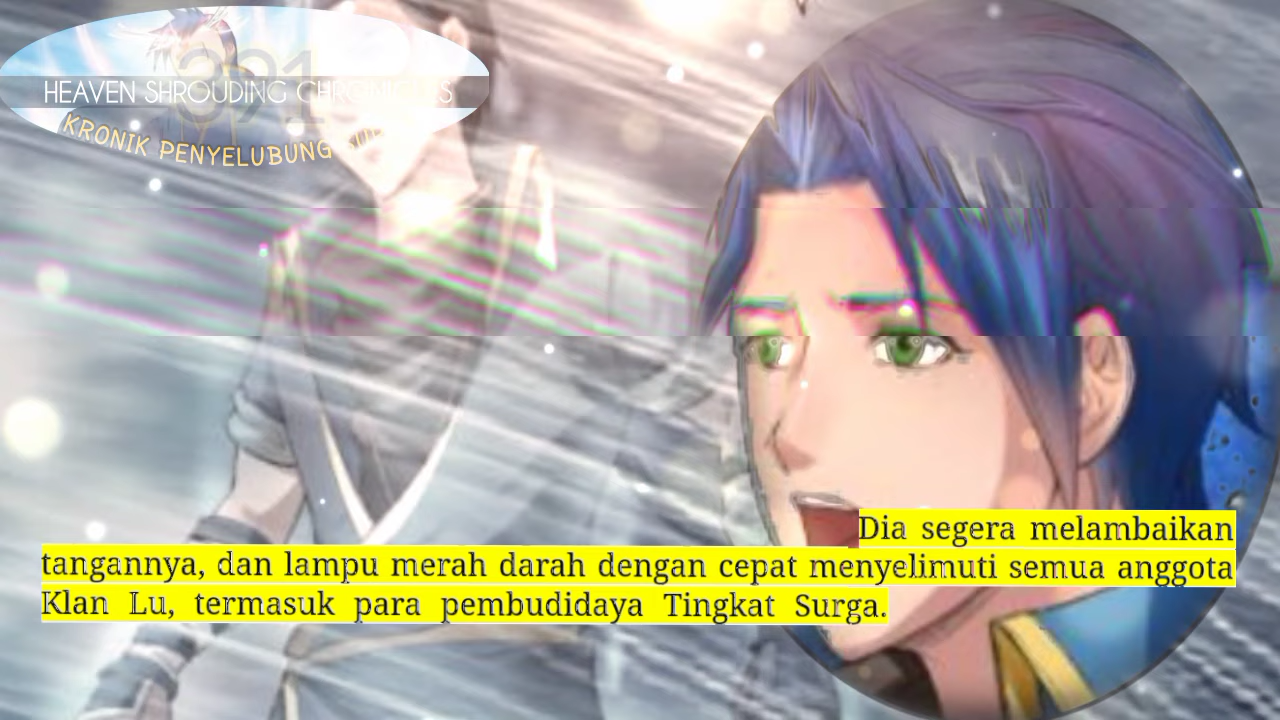 391
HEAVEN SHROUDING CHRONICLES
KRONIK PENYELUBUNG
Dia segera melambaikan
tangannya, dan lampu merah darah dengan cepat menyelimuti semua anggota
Klan Lu, termasuk para pembudidaya Tingkat Surga.